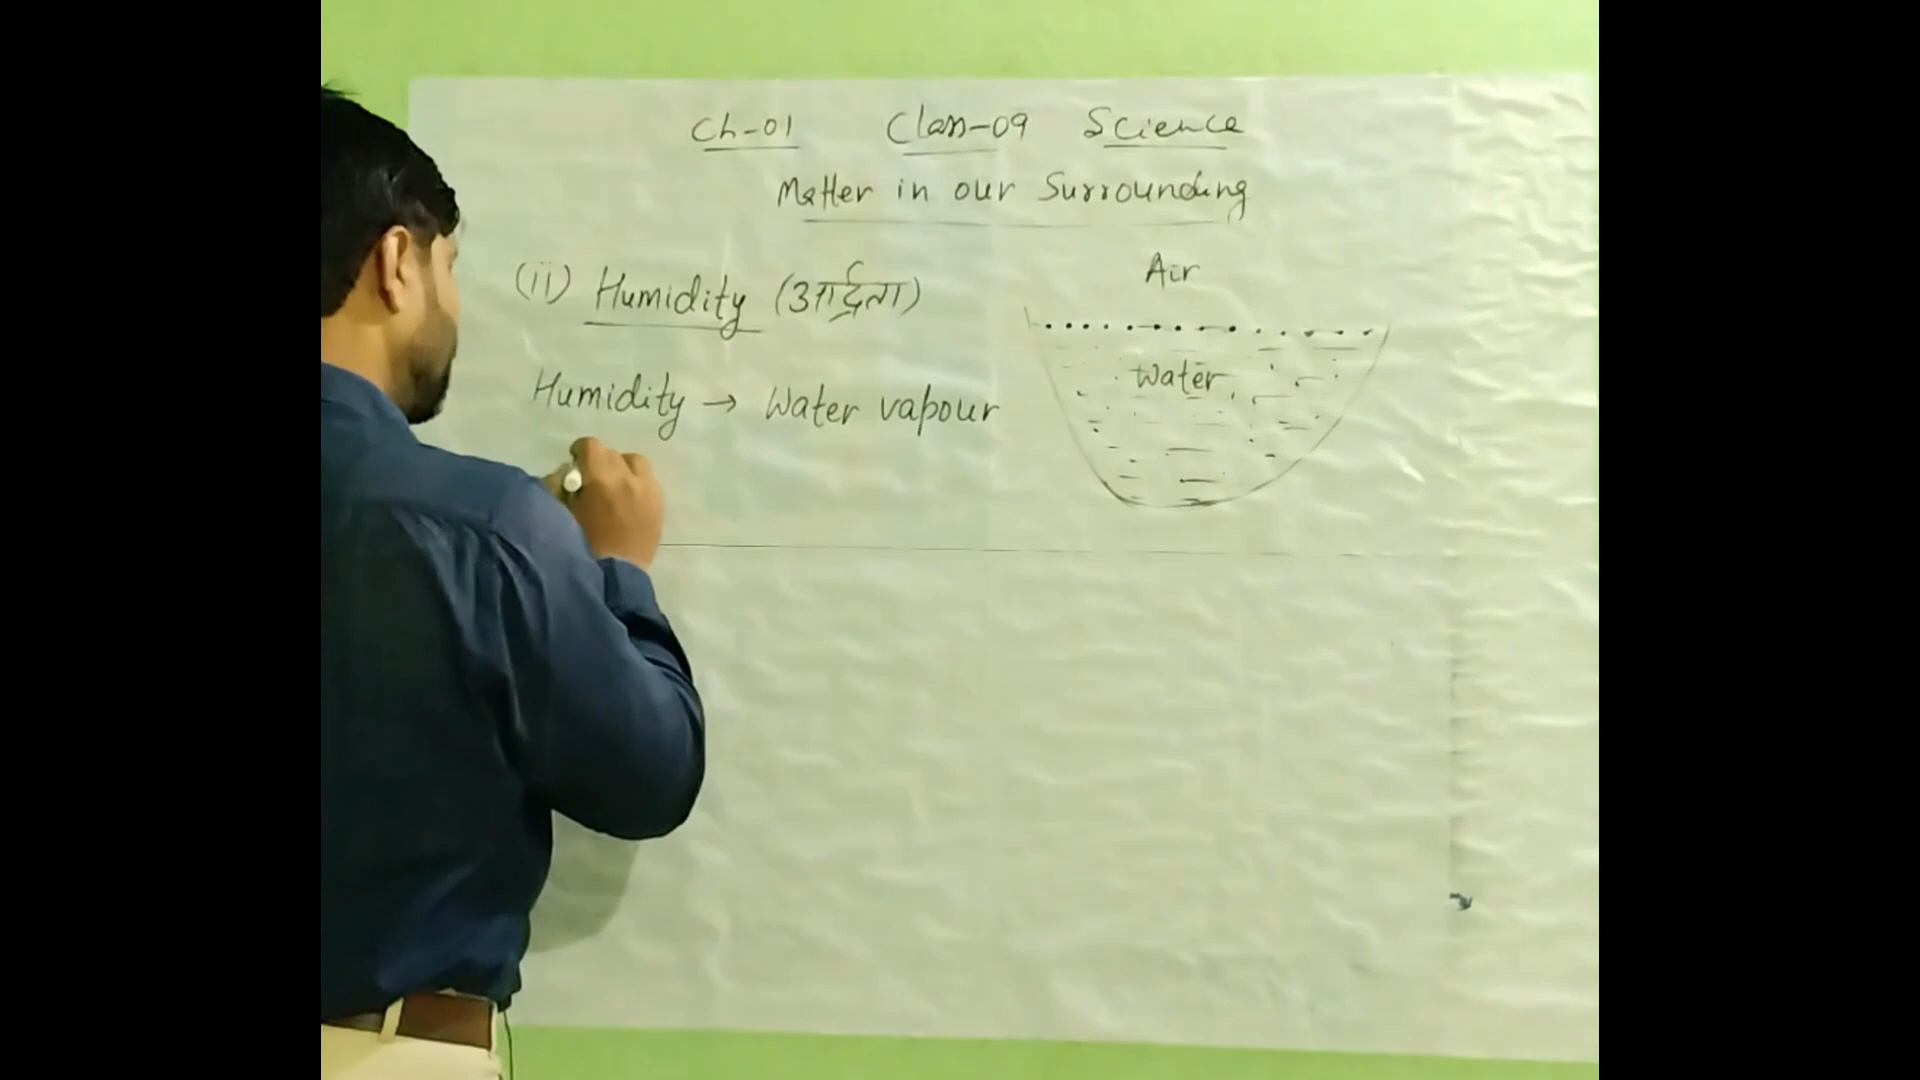 Ch-01 Class-09 Science
Matter in our Surrounding
(ii) Humidity (आर्द्रता)
Air
Water
Humidity → Water vapour